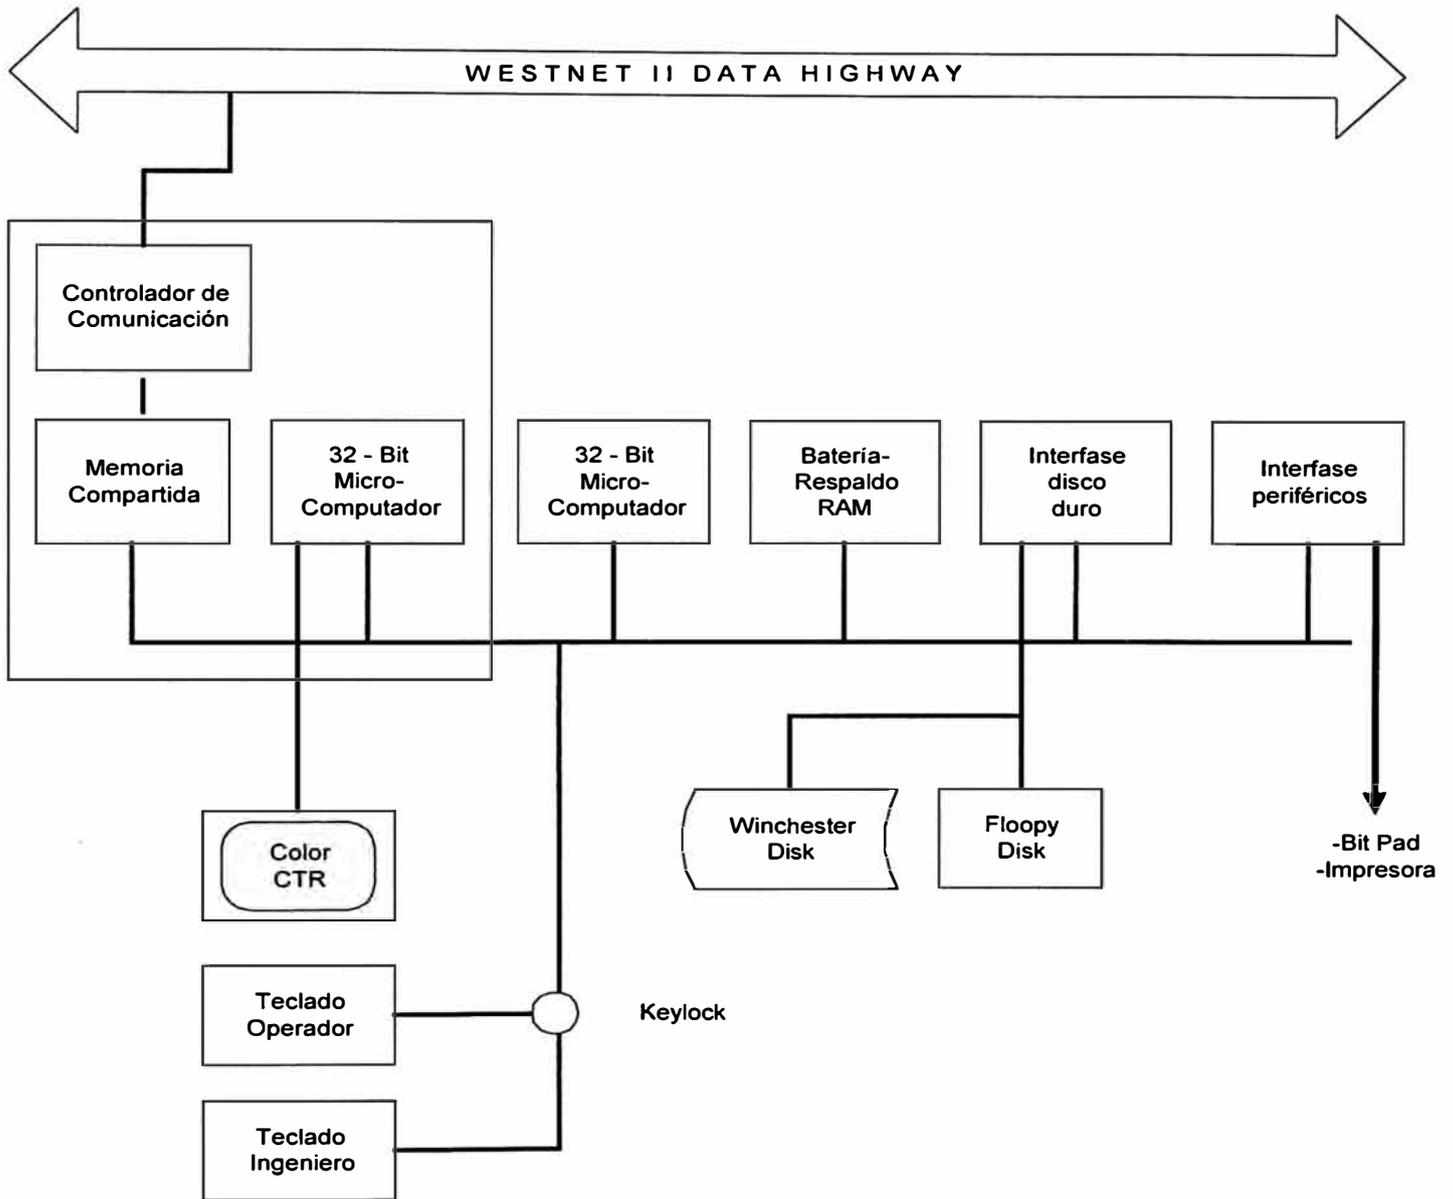 WESTNET II DATA HIGHWAY
Controlador de
Comunicación
Memoria
Compartida
32 - Bit
Micro-
Computador
32 - Bit
Micro-
Computador
Batería-
Respaldo
RAM
Interfase
disco
duro
Interfase
periféricos
Winchester
Disk
Floopy
Disk
-Bit Pad
-Impresora
Color
CTR
Teclado
Operador
Keylock
Teclado
Ingeniero